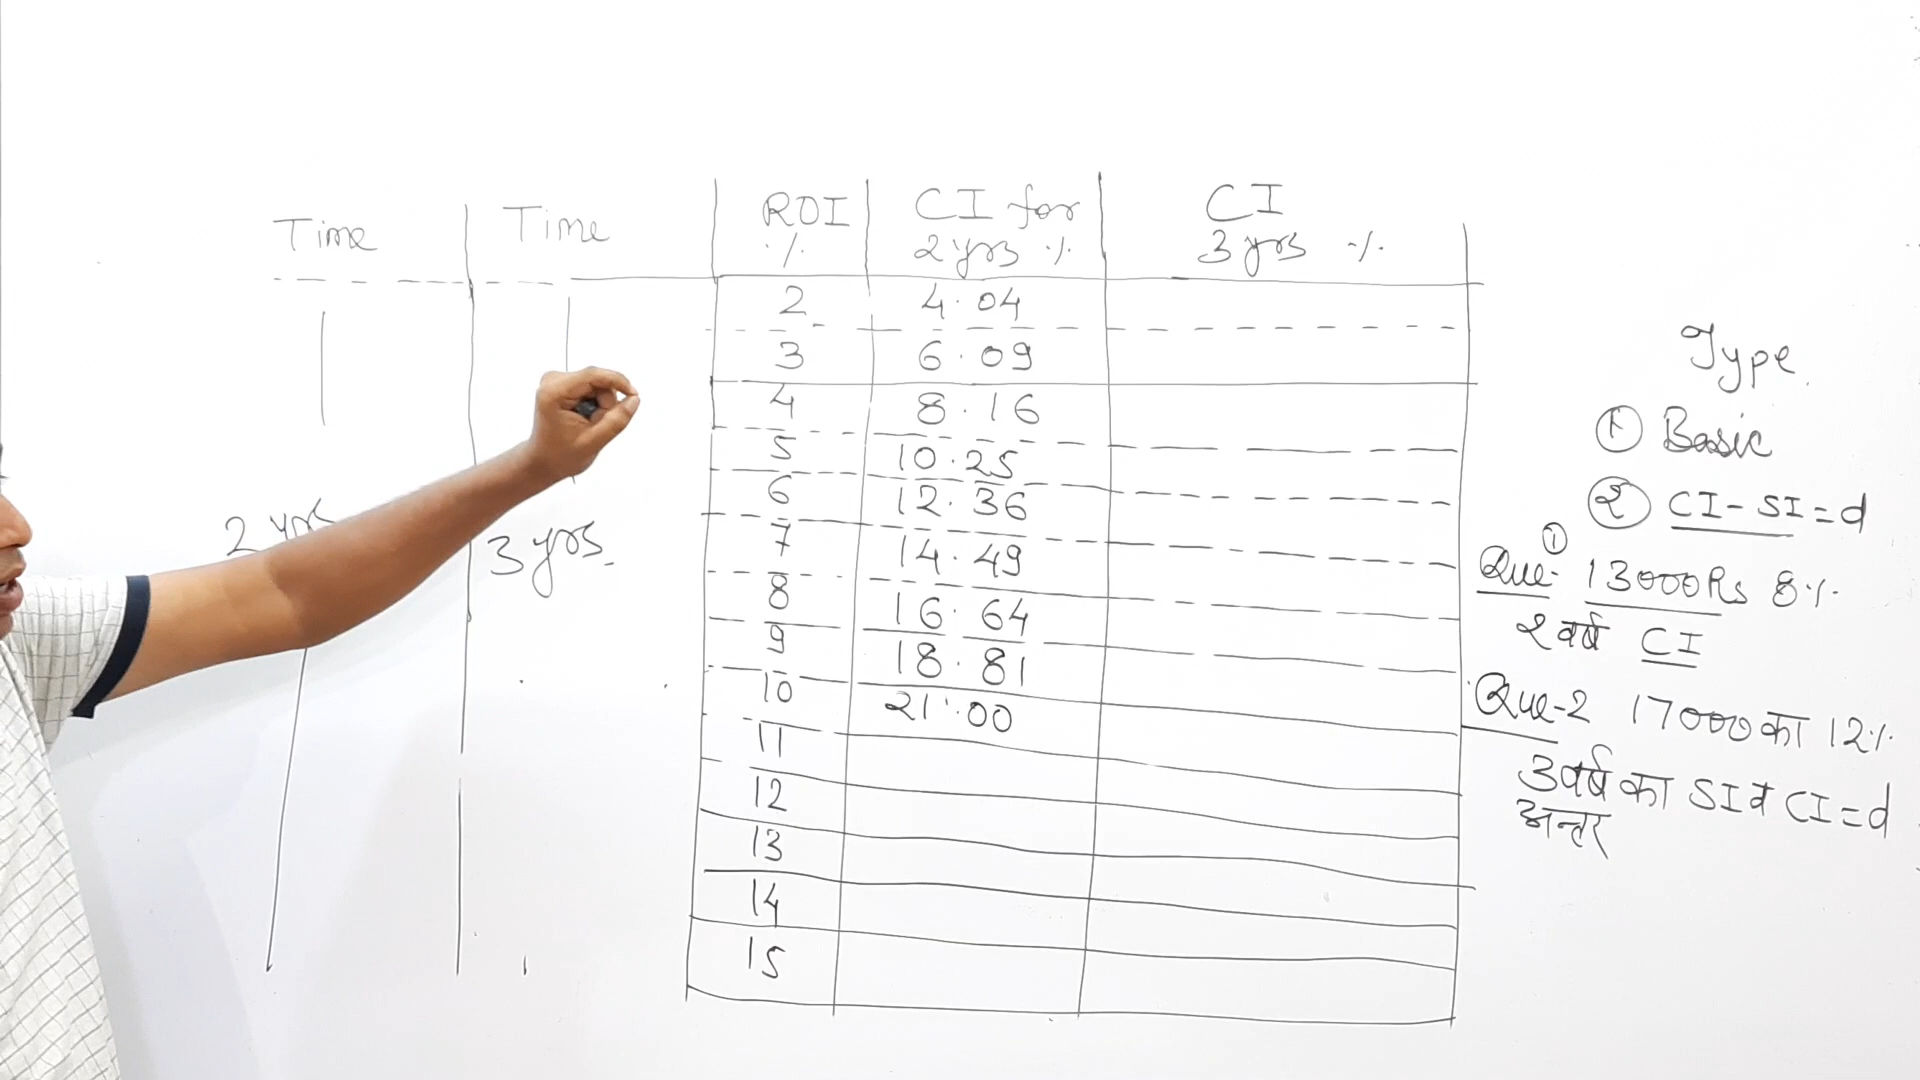 Time Time ROI % CI for 2 yrs % CI 3 yrs %
2 4.04
3 6.09
4 8.16
5 10.25
6 12.36
7 14.49
8 16.64
9 18.81
10 21.00
11
12
13
14
15
2 yrs 3 yrs
Type
① Basic
② CI - SI = d
Que- ① 13000 Rs 8%
२ वर्ष CI
Que-2 17000 का 12%
3 वर्ष का SI व CI = d
अन्तर